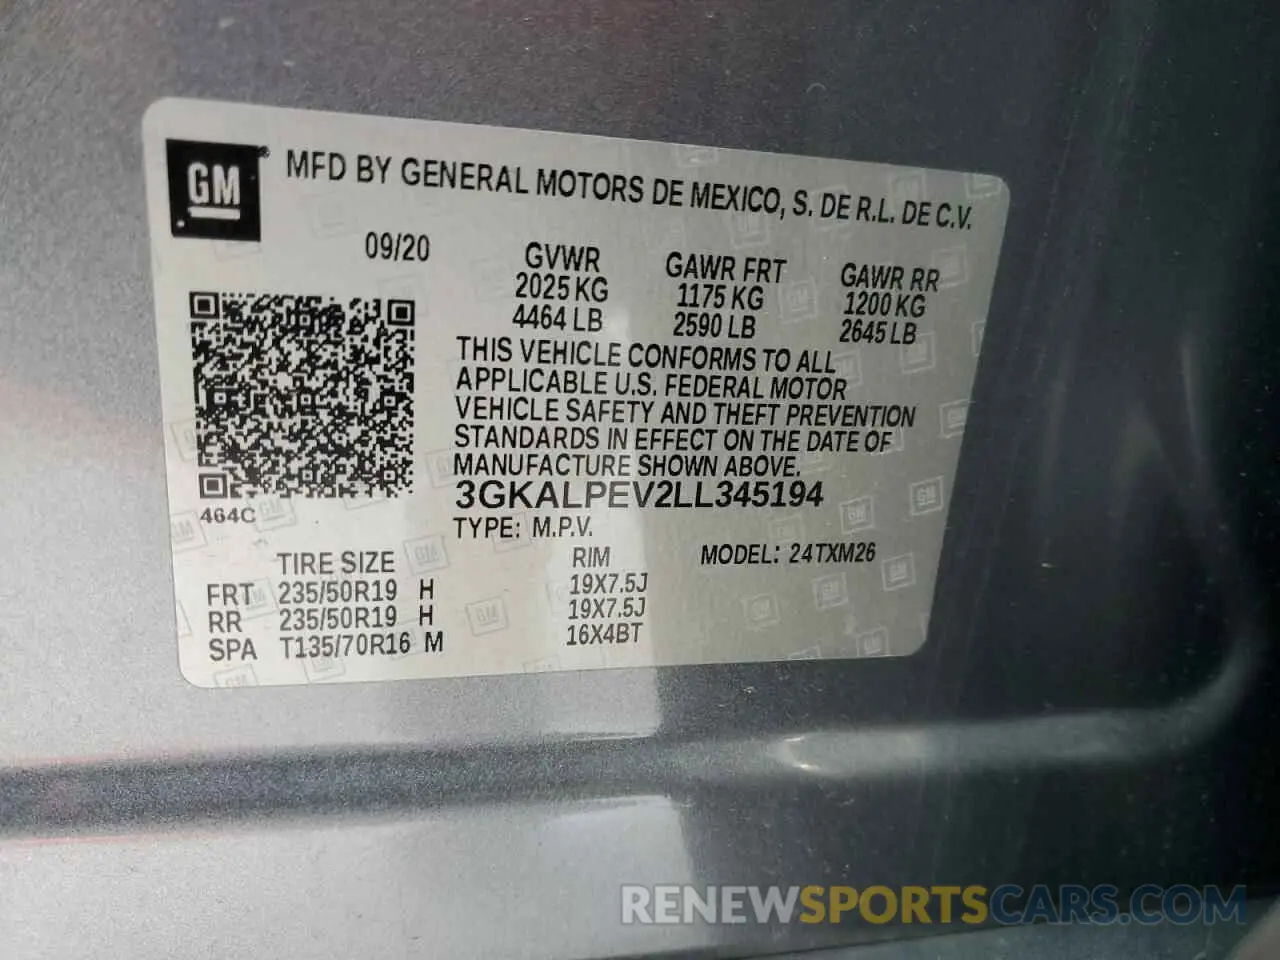 GM
MFD BY GENERAL MOTORS DE MEXICO, S. DE R.L. DE C.V.
09/20
GVWR GAWR FRT GAWR RR
2025 KG 1175 KG 1200 KG
4464 LB 2590 LB 2645 LB
THIS VEHICLE CONFORMS TO ALL
APPLICABLE U.S. FEDERAL MOTOR
VEHICLE SAFETY AND THEFT PREVENTION
STANDARDS IN EFFECT ON THE DATE OF
MANUFACTURE SHOWN ABOVE.
3GKALPEV2LL345194
464C
TYPE: M.P.V.
MODEL: 24TXM26
TIRE SIZE RIM
FRT 235/50R19 H 19X7.5J
RR 235/50R19 H 19X7.5J
SPA T135/70R16 M 16X4BT
RENEWSPORTSCARS.COM